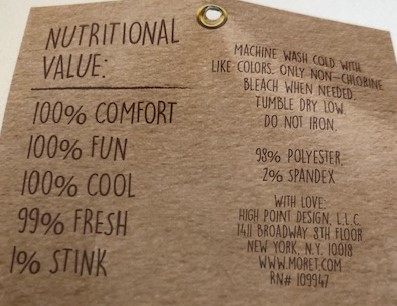 NUTRITIONAL
VALUE:
100% COMFORT
100% FUN
100% COOL
99% FRESH
1% STINK
MACHINE WASH COLD WITH
LIKE COLORS. ONLY NON-CHLORINE
BLEACH WHEN NEEDED.
TUMBLE DRY LOW.
DO NOT IRON.
98% POLYESTER,
2% SPANDEX
WITH LOVE:
HIGH POINT DESIGN, L.L.C.
1411 BROADWAY 8TH FLOOR
NEW YORK, N.Y. 10018
WWW.MORET.COM
RN# 109947